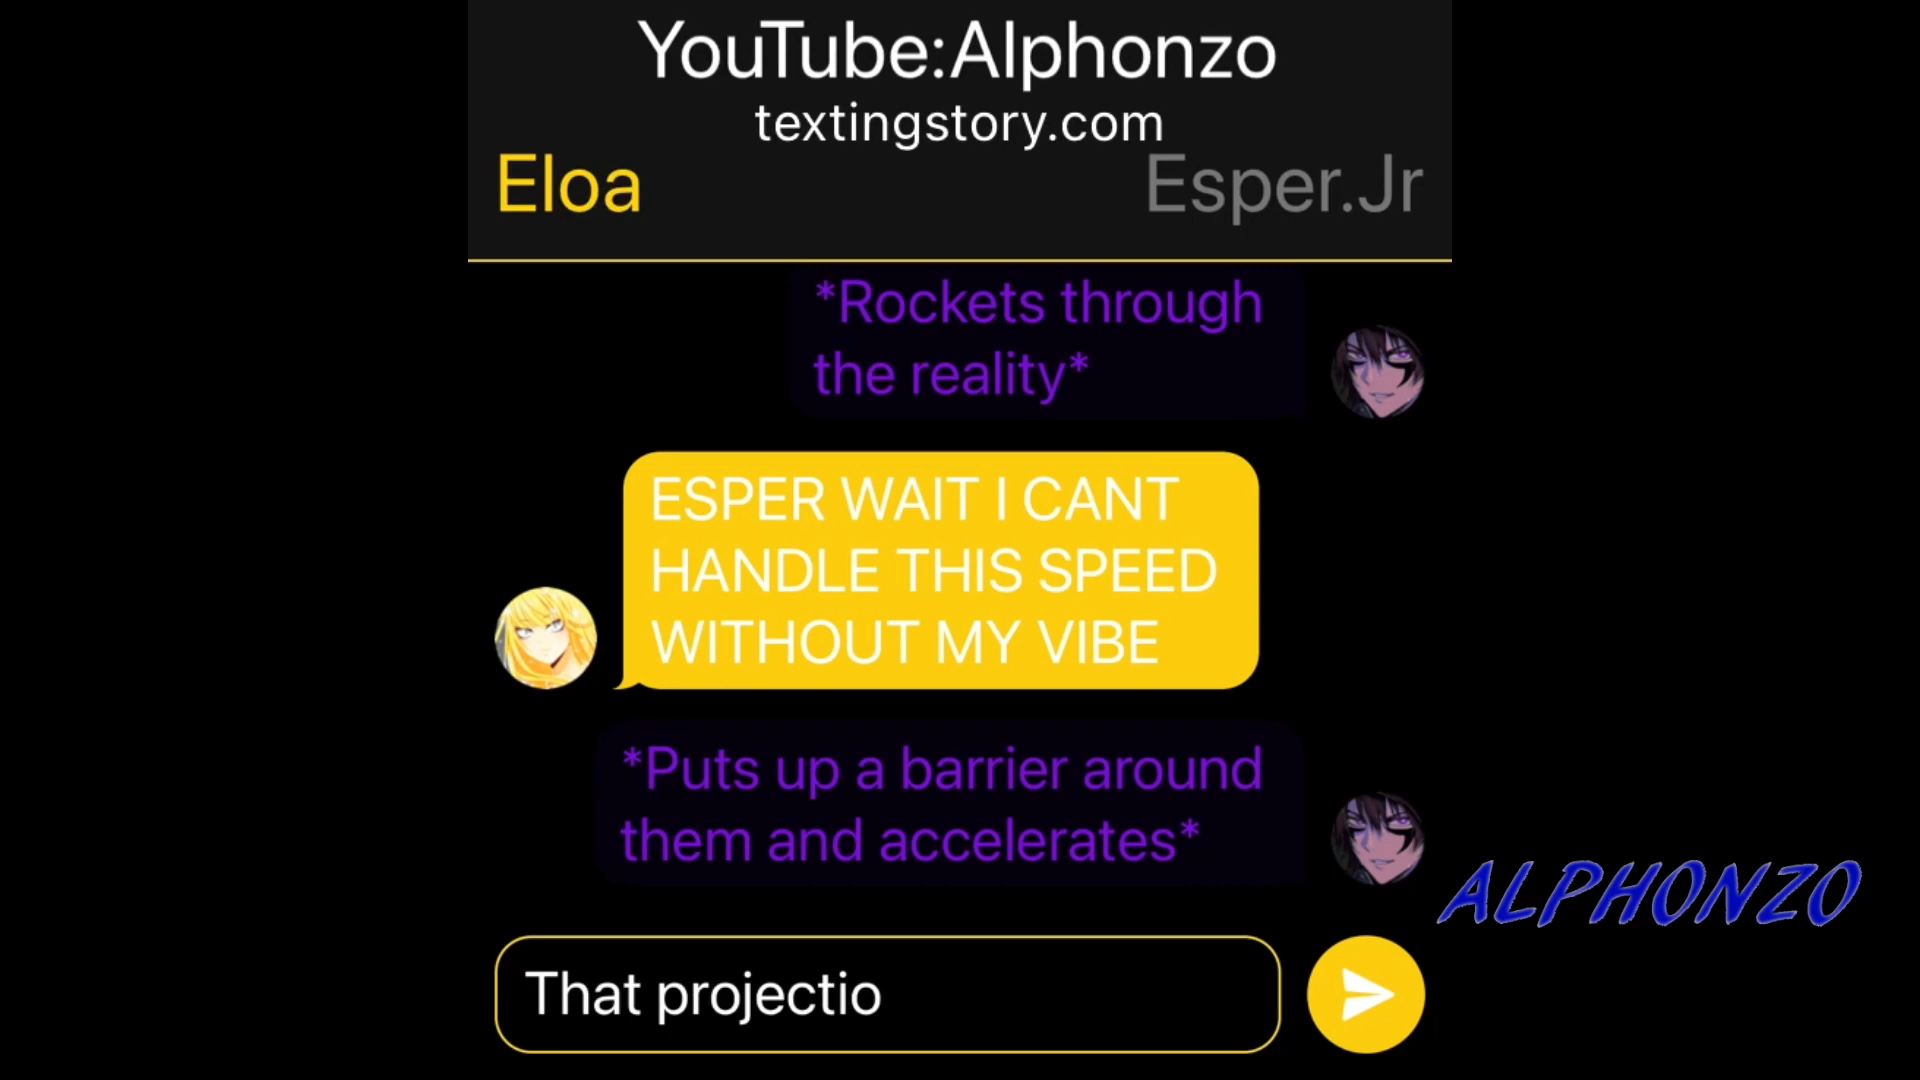 YouTube:Alphonzo
textingstory.com
Eloa
Esper.Jr
*Rockets through
the reality*
ESPER WAIT I CANT
HANDLE THIS SPEED
WITHOUT MY VIBE
*Puts up a barrier around
them and accelerates*
ALPHONZO
That projectio